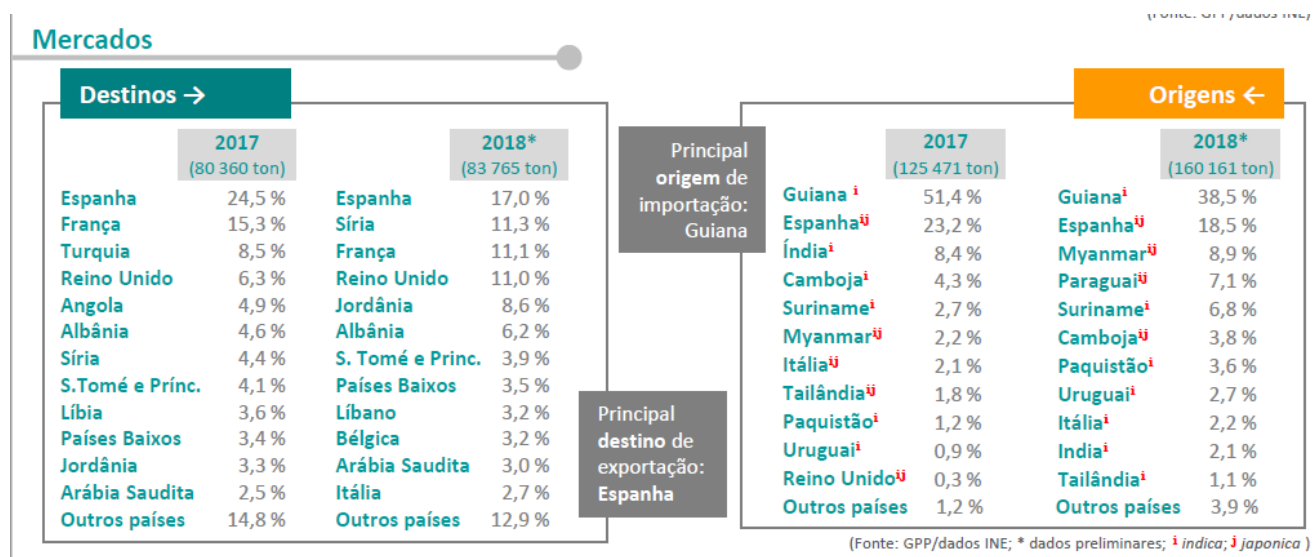 (Fonte: GPP/dados INE)
Mercados
Destinos →
2017 2018*
(80 360 ton) (83 765 ton)
Espanha 24,5 % Espanha 17,0 %
França 15,3 % Síria 11,3 %
Turquia 8,5 % França 11,1 %
Reino Unido 6,3 % Reino Unido 11,0 %
Angola 4,9 % Jordânia 8,6 %
Albânia 4,6 % Albânia 6,2 %
Síria 4,4 % S. Tomé e Princ. 3,9 %
S.Tomé e Prínc. 4,1 % Países Baixos 3,5 %
Líbia 3,6 % Líbano 3,2 %
Países Baixos 3,4 % Bélgica 3,2 %
Jordânia 3,3 % Arábia Saudita 3,0 %
Arábia Saudita 2,5 % Itália 2,7 %
Outros países 14,8 % Outros países 12,9 %
Principal
origem de
importação:
Guiana
Principal
destino de
exportação:
Espanha
Origens ←
2017 2018*
(125 471 ton) (160 161 ton)
Guiana i 51,4 % Guianai 38,5 %
Espanhaij 23,2 % Espanhaij 18,5 %
Índiai 8,4 % Myanmarij 8,9 %
Cambojai 4,3 % Paraguaiij 7,1 %
Surinamei 2,7 % Surinamei 6,8 %
Myanmarij 2,2 % Cambojaij 3,8 %
Itáliaij 2,1 % Paquistãoi 3,6 %
Tailândiaij 1,8 % Uruguaii 2,7 %
Paquistãoi 1,2 % Itáliai 2,2 %
Uruguaii 0,9 % Indiai 2,1 %
Reino Unidoij 0,3 % Tailândiai 1,1 %
Outros países 1,2 % Outros países 3,9 %
(Fonte: GPP/dados INE; * dados preliminares; i indica; j japonica )